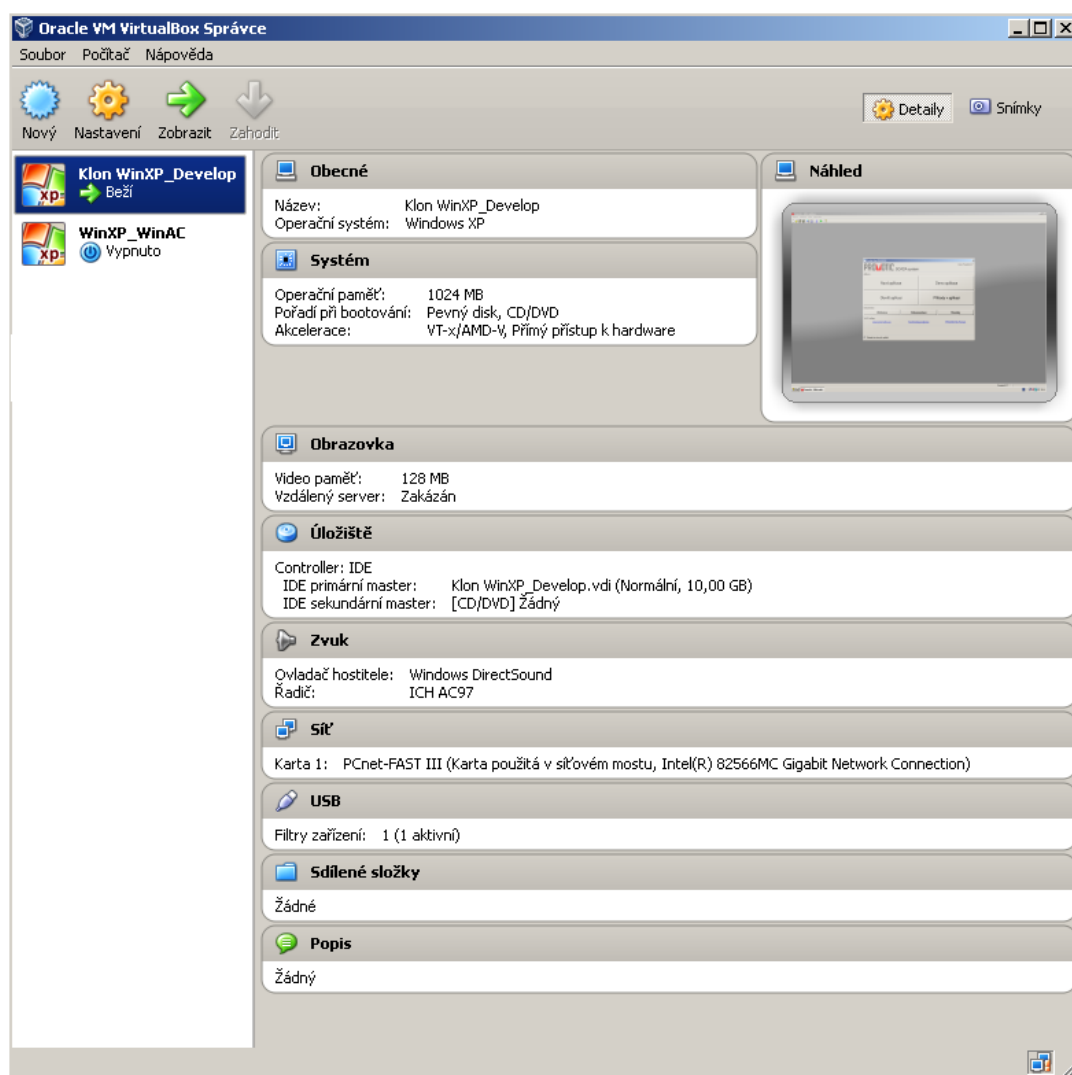 Oracle VM VirtualBox Správce
Soubor Počítač Nápověda
Nový Nastavení Zobrazit Zahodit
Detaily Snímky
Klon WinXP_Develop
Beží
WinXP_WinAC
Vypnuto
Obecné
Název: Klon WinXP_Develop
Operační systém: Windows XP
Náhled
Systém
Operační paměť: 1024 MB
Pořadí při bootování: Pevný disk, CD/DVD
Akcelerace: VT-x/AMD-V, Přímý přístup k hardware
Obrazovka
Video paměť: 128 MB
Vzdálený server: Zakázán
Úložiště
Controller: IDE
IDE primární master: Klon WinXP_Develop.vdi (Normální, 10,00 GB)
IDE sekundární master: [CD/DVD] Žádný
Zvuk
Ovladač hostitele: Windows DirectSound
Řadič: ICH AC97
Síť
Karta 1: PCnet-FAST III (Karta použitá v síťovém mostu, Intel(R) 82566MC Gigabit Network Connection)
USB
Filtry zařízení: 1 (1 aktivní)
Sdílené složky
Žádné
Popis
Žádný